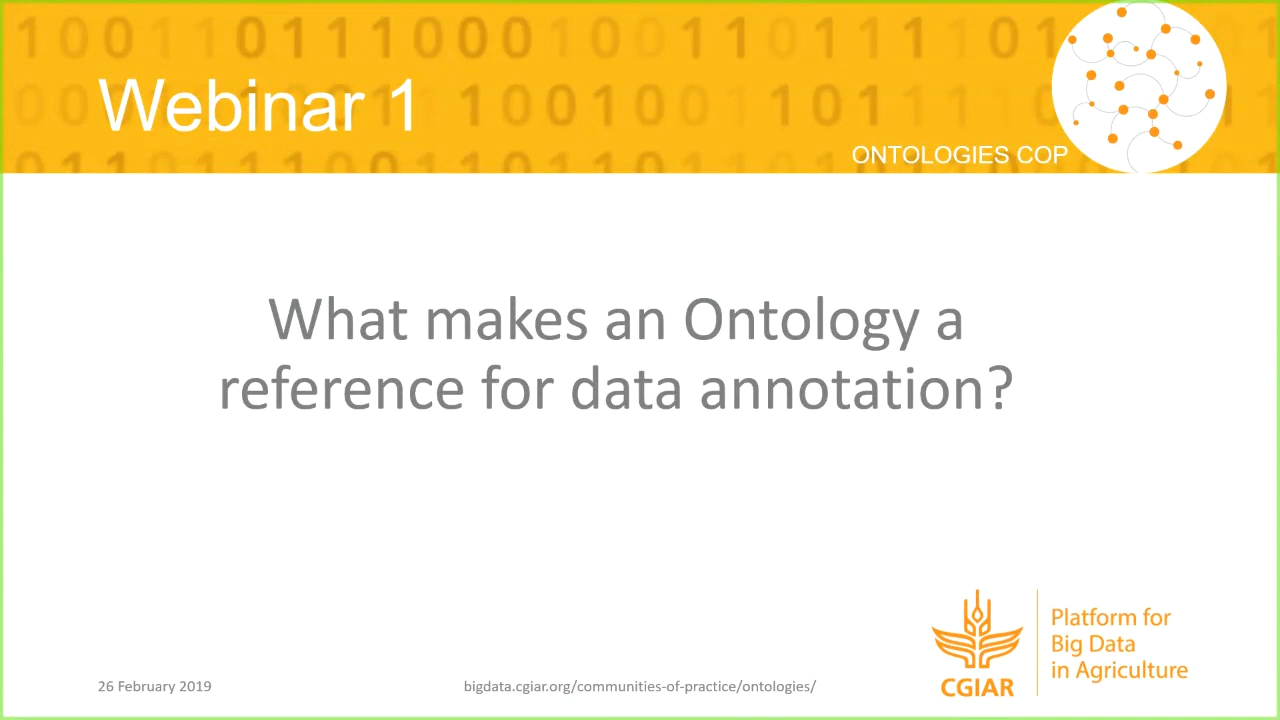 Webinar 1
ONTOLOGIES COP
What makes an Ontology a
reference for data annotation?
26 February 2019
bigdata.cgiar.org/communities-of-practice/ontologies/
CGIAR
Platform for
Big Data
in Agriculture